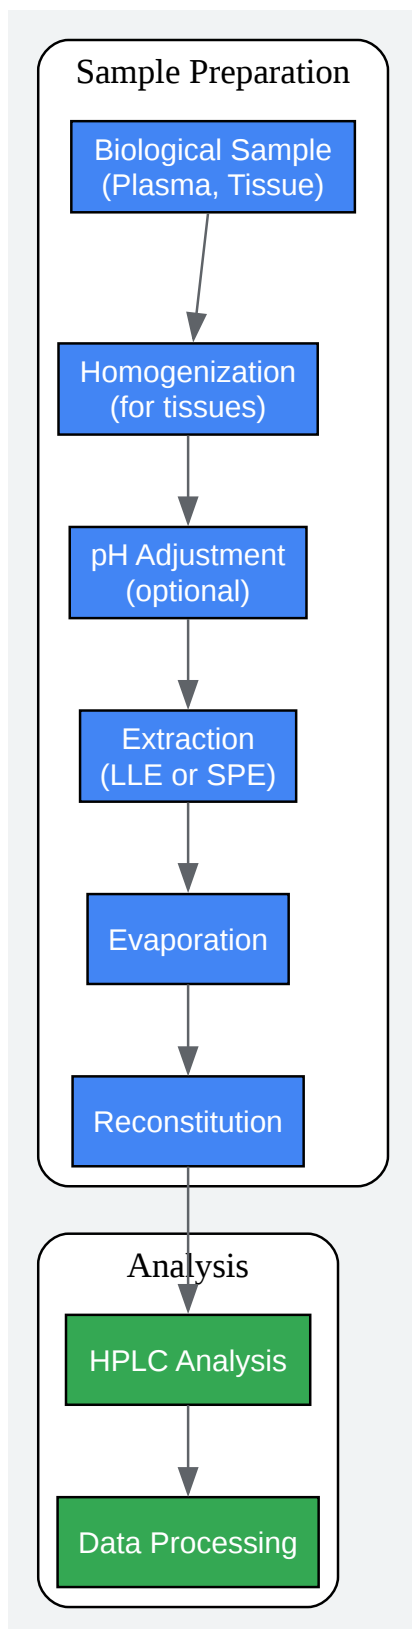 Sample Preparation
Biological Sample
(Plasma, Tissue)
Homogenization
(for tissues)
pH Adjustment
(optional)
Extraction
(LLE or SPE)
Evaporation
Reconstitution
Analysis
HPLC Analysis
Data Processing